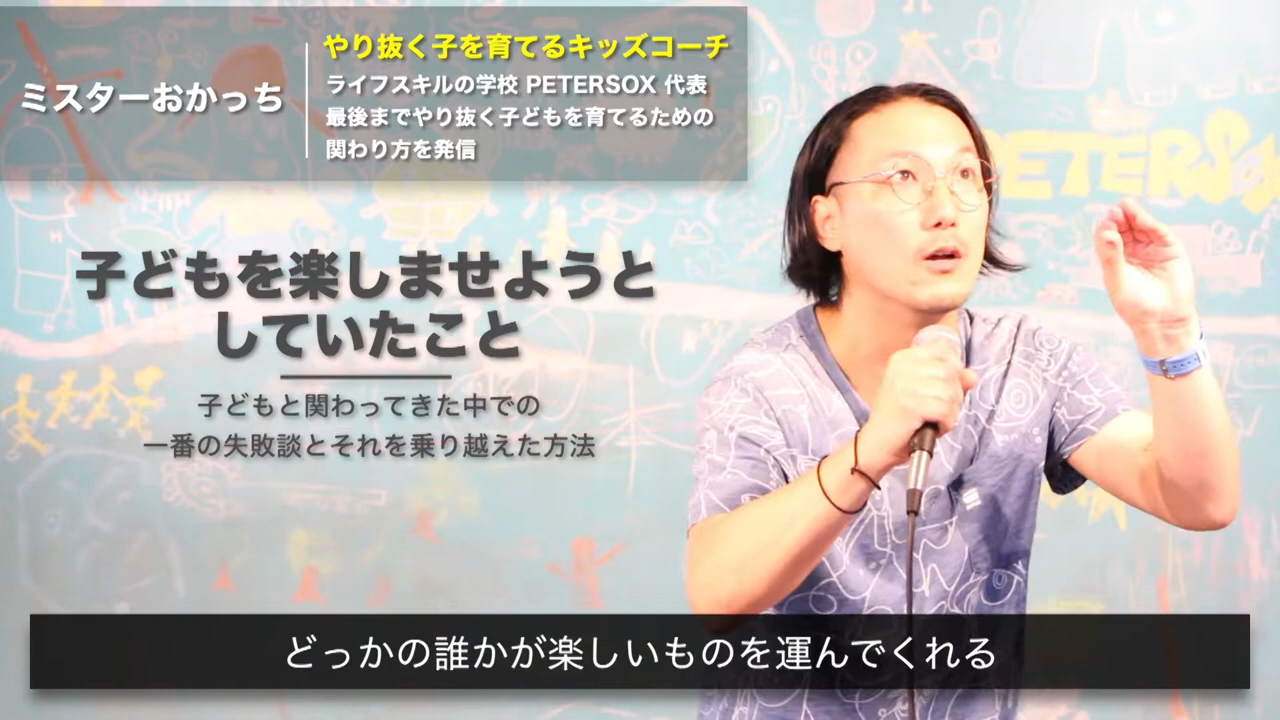 ミスターおかっち
やり抜く子を育てるキッズコーチ
ライフスキルの学校 PETERSOX 代表
最後までやり抜く子どもを育てるための
関わり方を発信
PETERSOX
子どもを楽しませようと
していたこと
子どもと関わってきた中での
一番の失敗談とそれを乗り越えた方法
どっかの誰かが楽しいものを運んでくれる